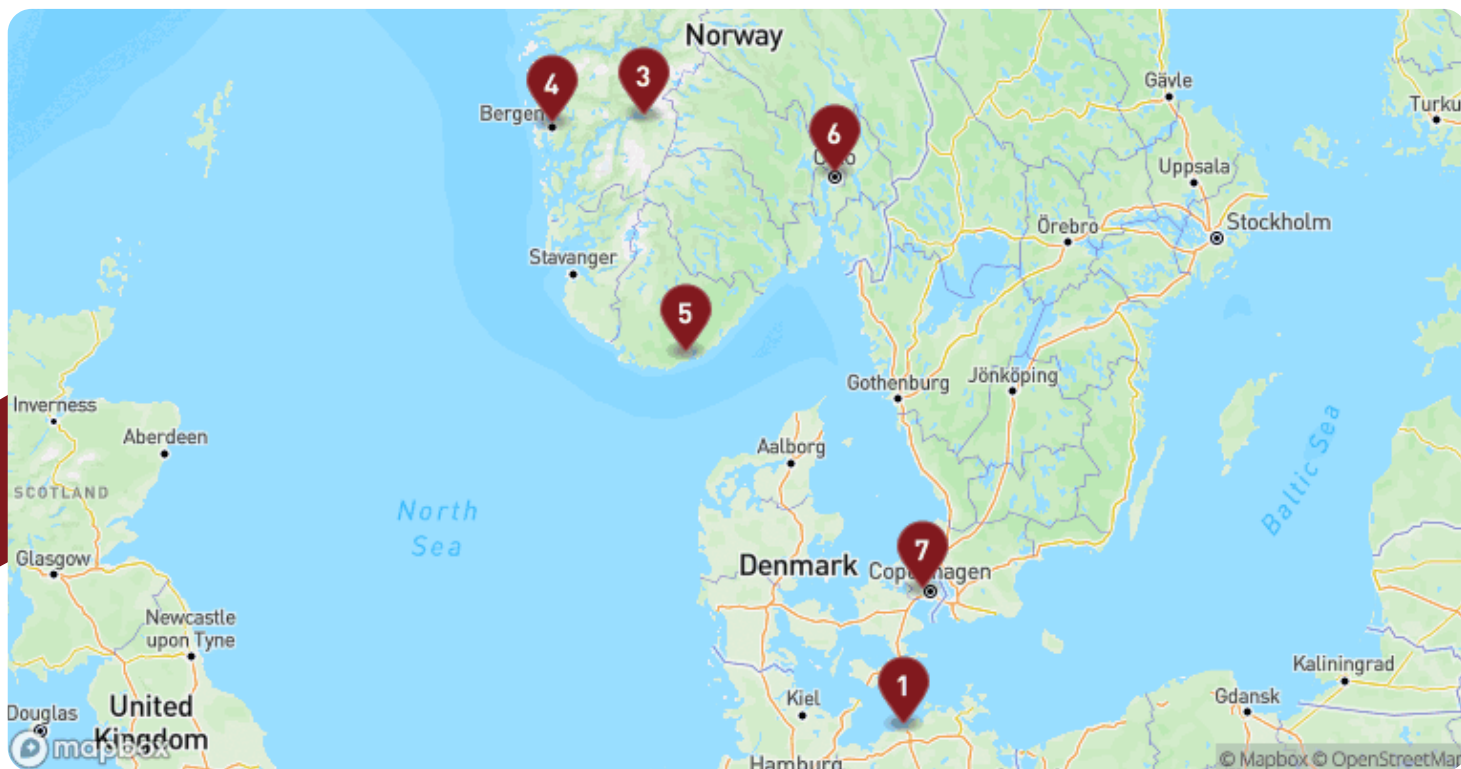 Norway
Gävle
4
3
Bergen
Turku
6
Uppsala
Örebro
Stockholm
Stavanger
5
Inverness
Aberdeen
SCOTLAND
Gothenburg
Jönköping
Aalborg
North
Sea
Baltic Sea
Glasgow
Denmark
7
Copenhagen
Newcastle
upon Tyne
Kaliningrad
1
Kiel
Gdansk
Douglas
United
Kingdom
mapbox
Hamburg
© Mapbox © OpenStreetMap